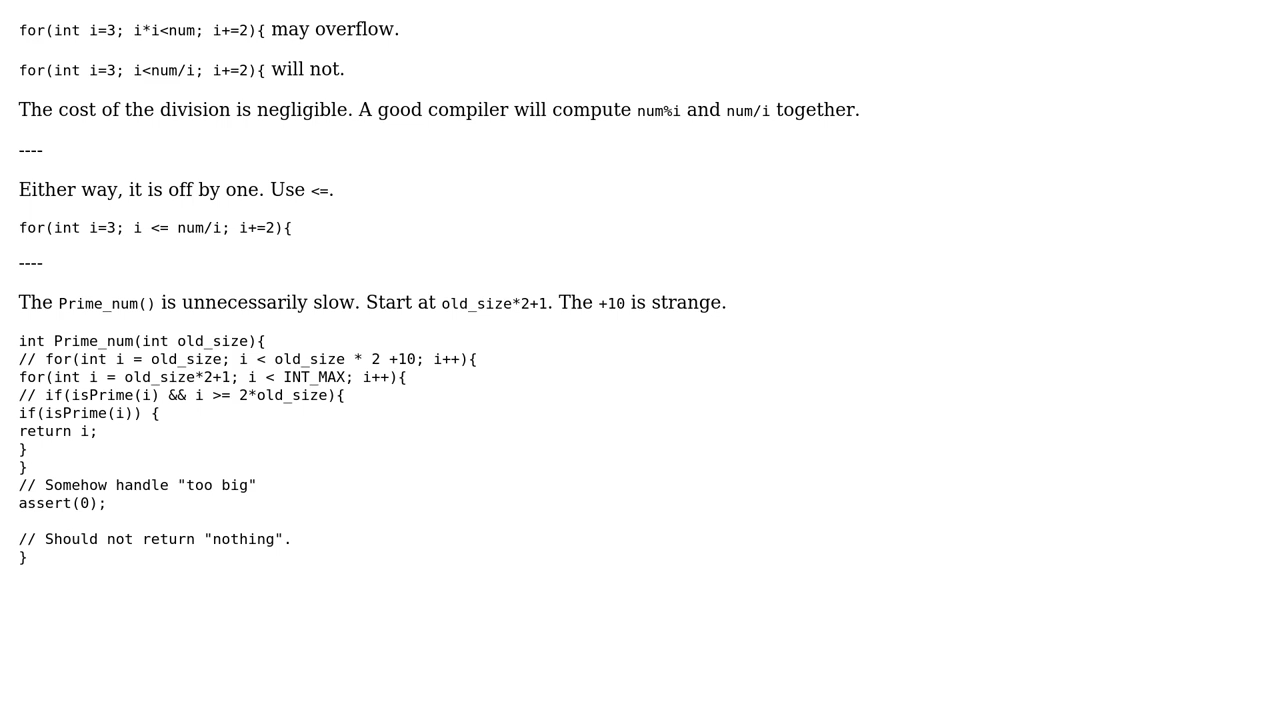 for(int i=3; i*i<num; i+=2){ may overflow.
for(int i=3; i<num/i; i+=2){ will not.
The cost of the division is negligible. A good compiler will compute num%i and num/i together.
----
Either way, it is off by one. Use <=.
for(int i=3; i <= num/i; i+=2){
----
The Prime_num() is unnecessarily slow. Start at old_size*2+1. The +10 is strange.
int Prime_num(int old_size){
// for(int i = old_size; i < old_size * 2 +10; i++){
for(int i = old_size*2+1; i < INT_MAX; i++){
// if(isPrime(i) && i >= 2*old_size){
if(isPrime(i)) {
return i;
}
}
// Somehow handle "too big"
assert(0);
// Should not return "nothing".
}